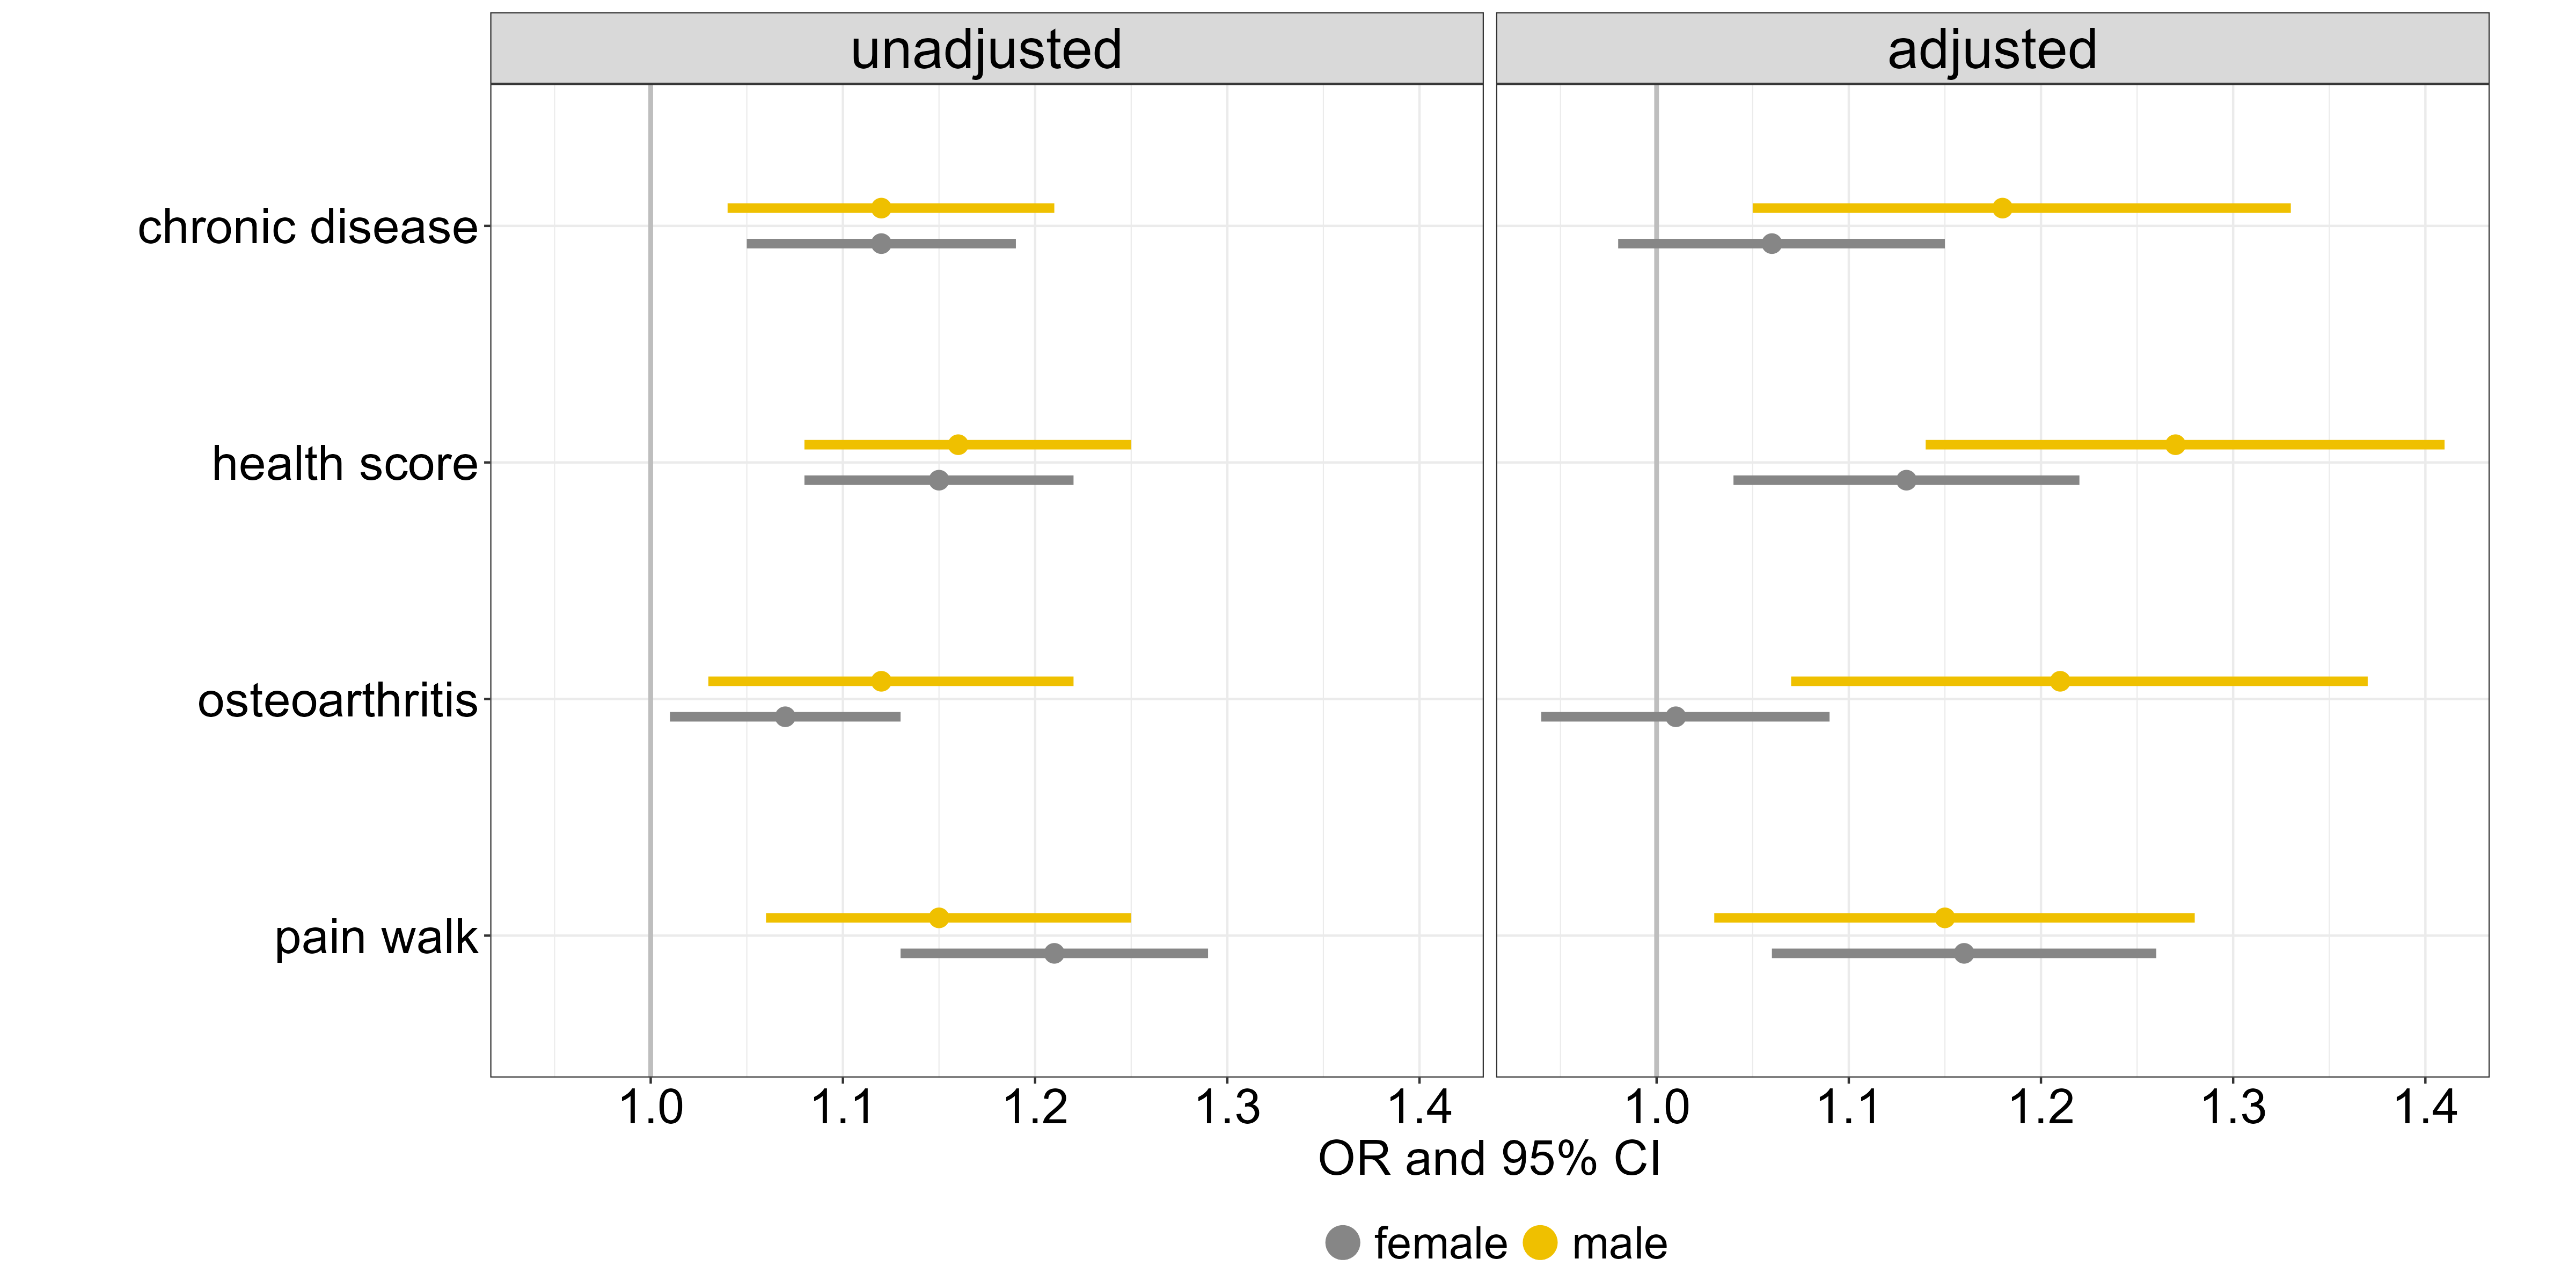 unadjusted
adjusted
chronic disease
health score
osteoarthritis
pain walk
1.0 1.1 1.2 1.3 1.4
1.0 1.1 1.2 1.3 1.4
OR and 95% CI
female male